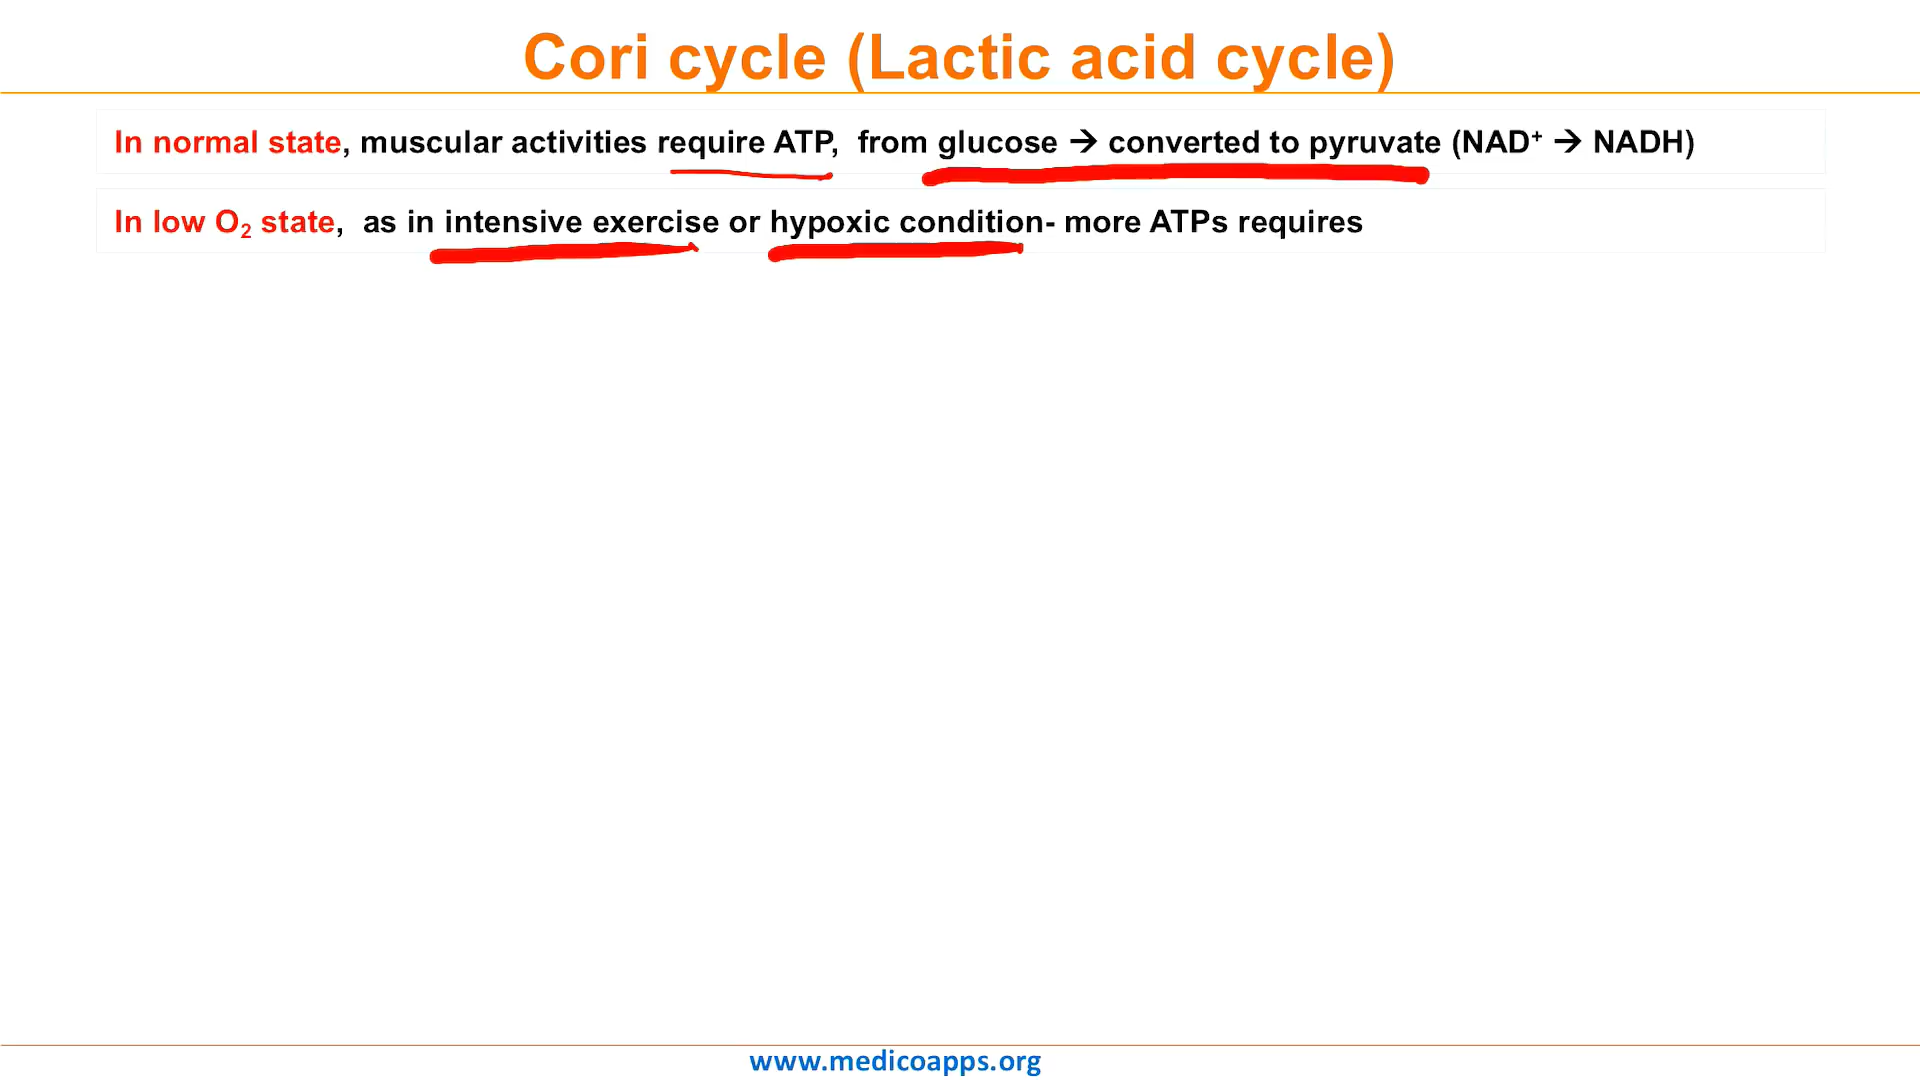 Cori cycle (Lactic acid cycle)
In normal state, muscular activities require ATP, from glucose → converted to pyruvate (NAD⁺ → NADH)
In low O₂ state, as in intensive exercise or hypoxic condition- more ATPs requires
www.medicoapps.org